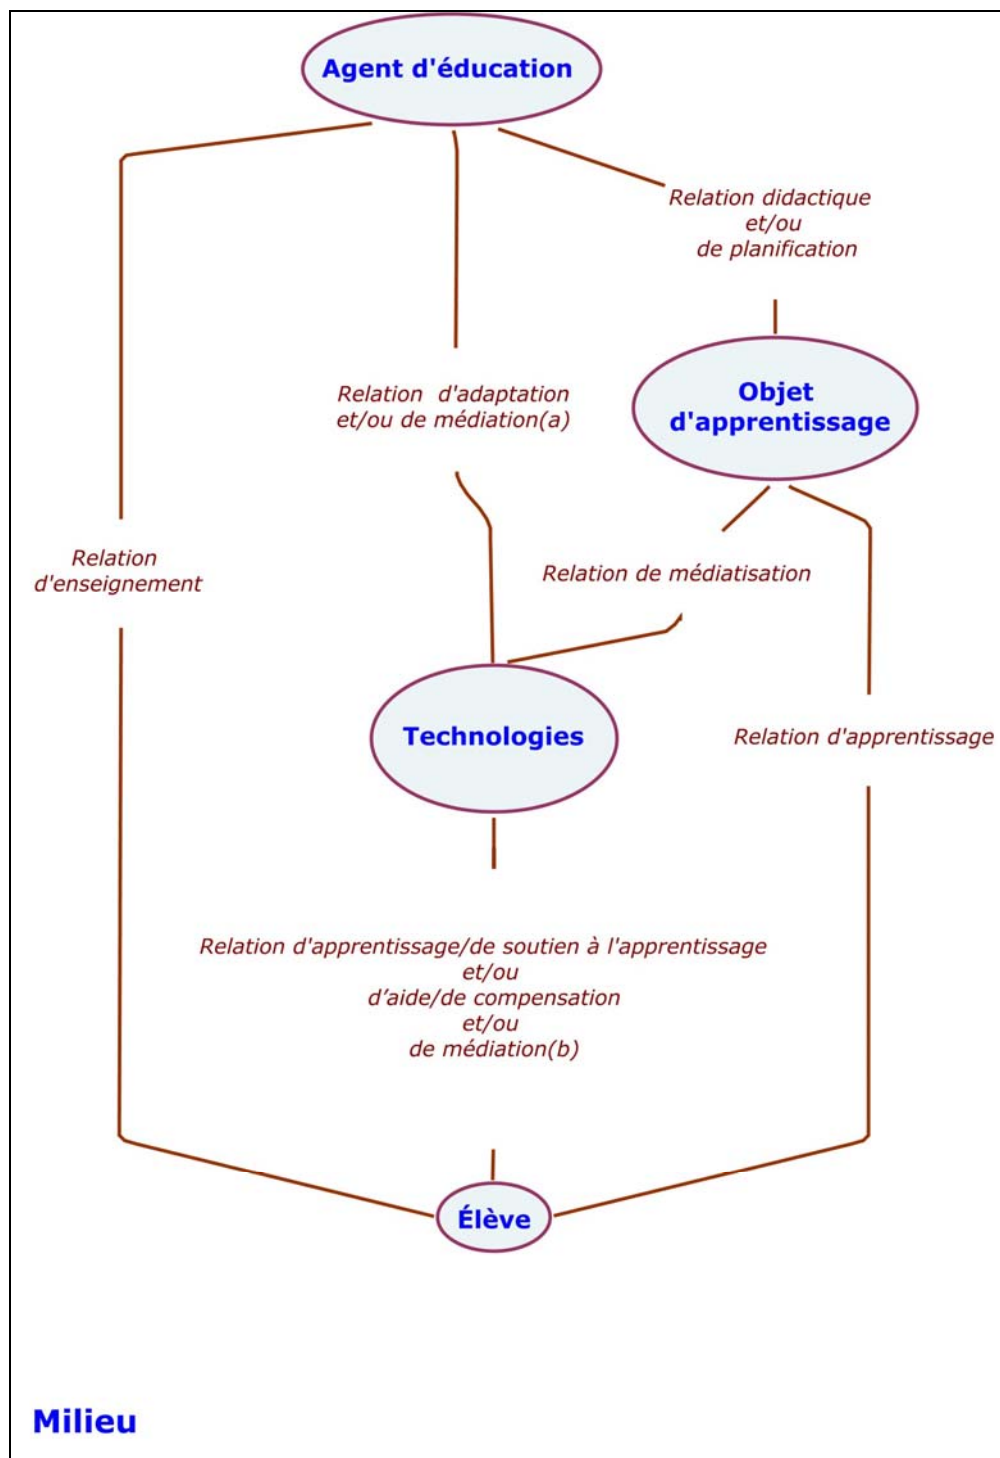 Agent d'éducation
Relation didactique
et/ou
de planification
Relation d'adaptation
et/ou de médiation(a)
Objet
d'apprentissage
Relation
d'enseignement
Relation de médiatisation
Technologies
Relation d'apprentissage
Relation d'apprentissage/de soutien à l'apprentissage
et/ou
d’aide/de compensation
et/ou
de médiation(b)
Élève
Milieu